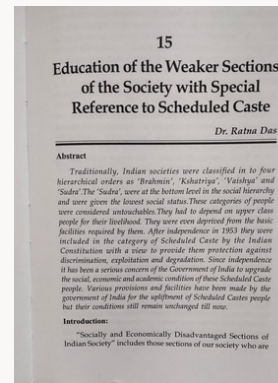 15
Education of the Weaker Sections
of the Society with Special
Reference to Scheduled Caste
Dr. Ratna Das
Abstract
Traditionally, Indian societies were classified in to four
hierarchical orders as 'Brahmin', 'Kshatriya', 'Vaishya' and
'Sudra'.The 'Sudra', were at the bottom level in the social hierarchy
and were given the lowest social status.These categories of people
were considered untouchables.They had to depend on upper class
people for their livelihood. They were even deprived from the basic
facilities required by them. After independence in 1953 they were
included in the category of Scheduled Caste by the Indian
Constitution with a view to provide them protection against
discrimination, exploitation and degradation. Since independence
it has been a serious concern of the Government of India to upgrade
the social, economic and academic condition of these Scheduled Caste
people. Various provisions and facilities have been made by the
government of India for the upliftment of Scheduled Castes people
but their conditions still remain unchanged till now.
Introduction:
"Socially and Economically Disadvantaged Sections of
Indian Society" includes those sections of our society who are